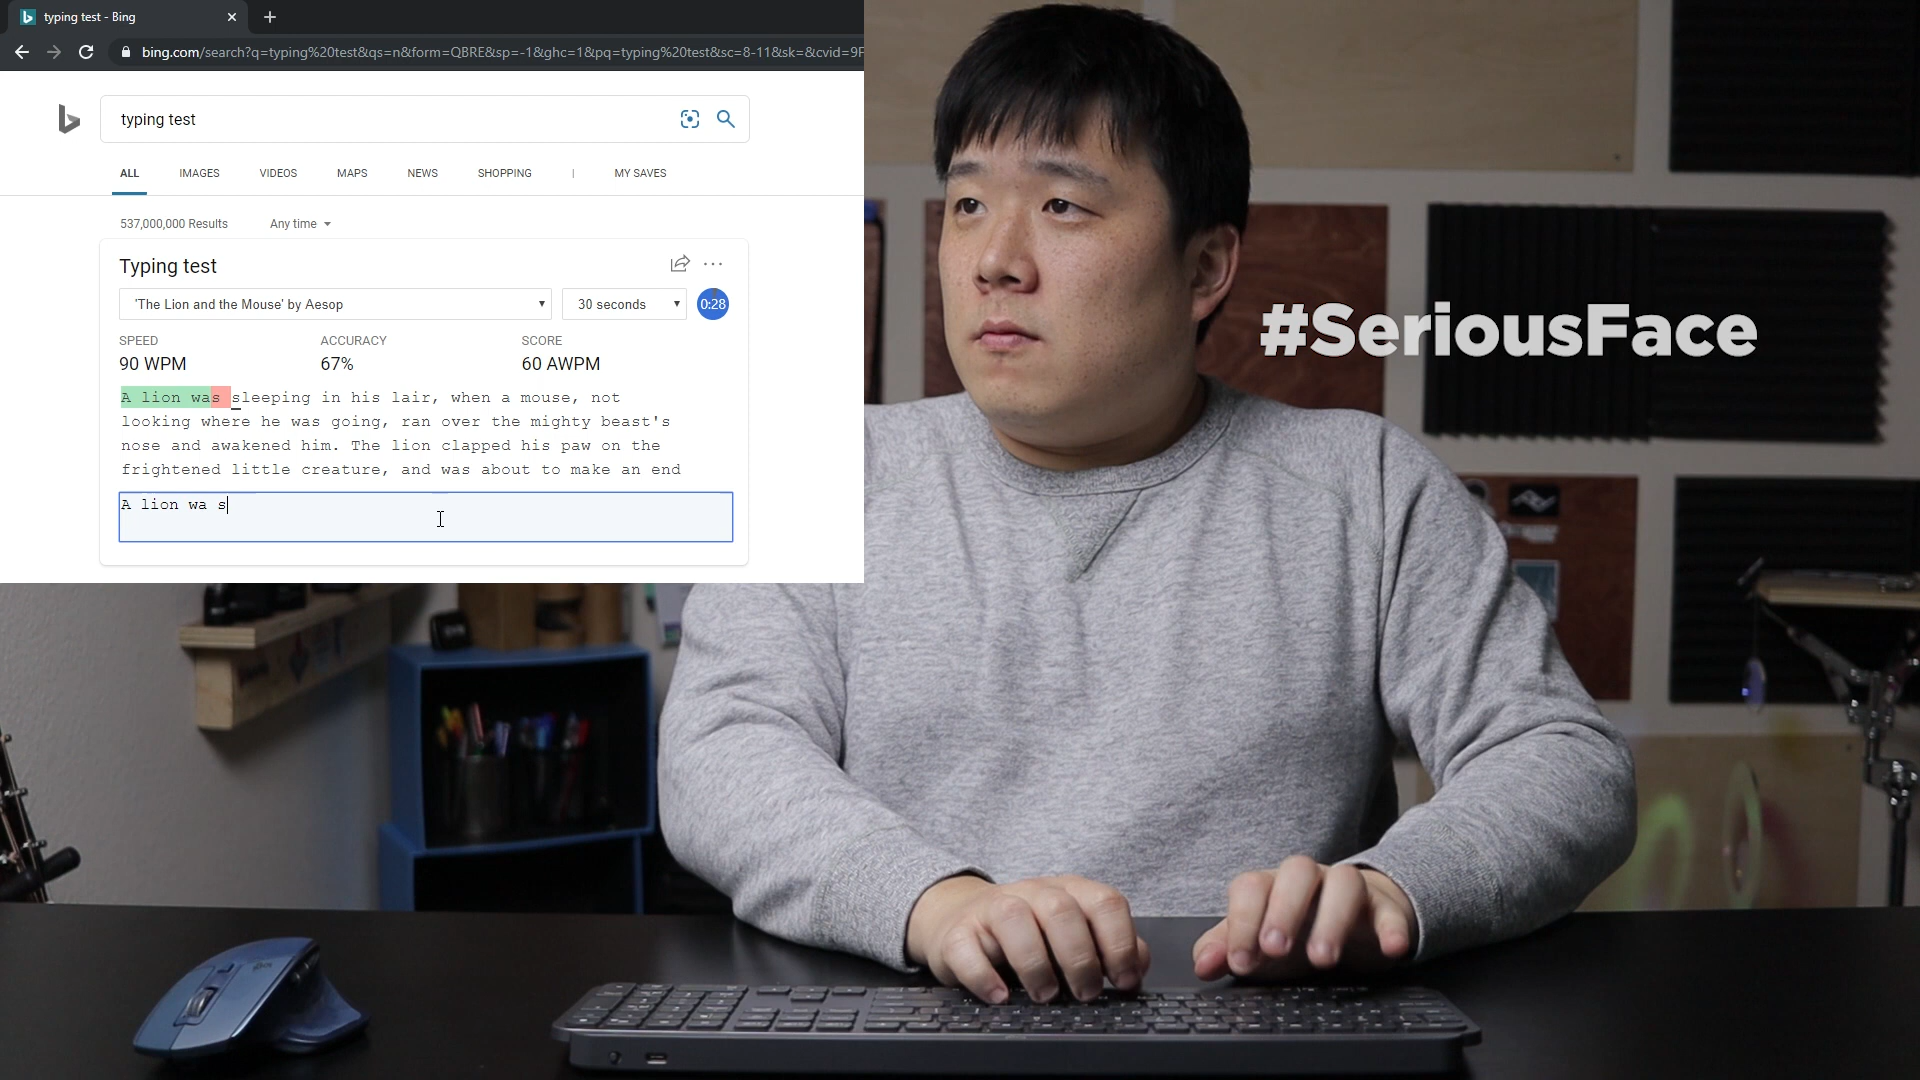 typing test - Bing
bing.com/search?q=typing%20test&qs=n&form=QBRE&sp=-1&ghc=1&pq=typing%20test&sc=8-11&sk=&cvid=9F
typing test
ALL IMAGES VIDEOS MAPS NEWS SHOPPING | MY SAVES
537,000,000 Results Any time
Typing test
'The Lion and the Mouse' by Aesop 30 seconds 0:28
SPEED ACCURACY SCORE
90 WPM 67% 60 AWPM
A lion was sleeping in his lair, when a mouse, not
looking where he was going, ran over the mighty beast's
nose and awakened him. The lion clapped his paw on the
frightened little creature, and was about to make an end
A lion wa s
#SeriousFace